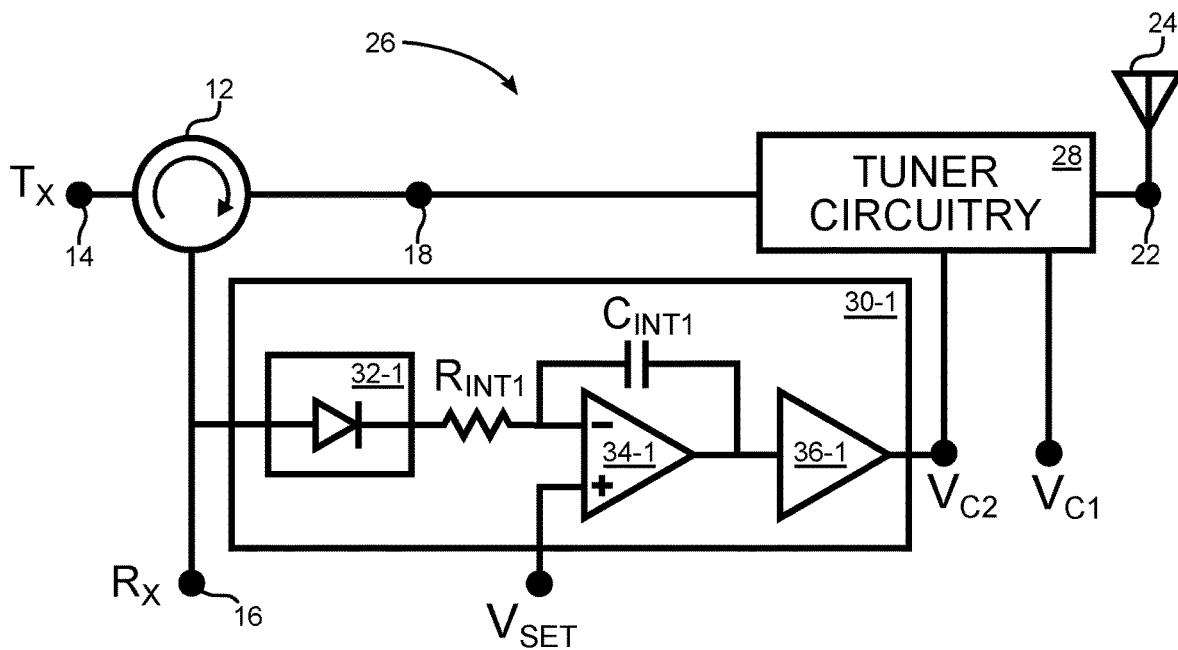 24
26
12
28
TUNER
CIRCUITRY
TX
14
18
22
30-1
CINT1
32-1
RINT1
−
34-1
+
36-1
VC2
VC1
RX
16
VSET